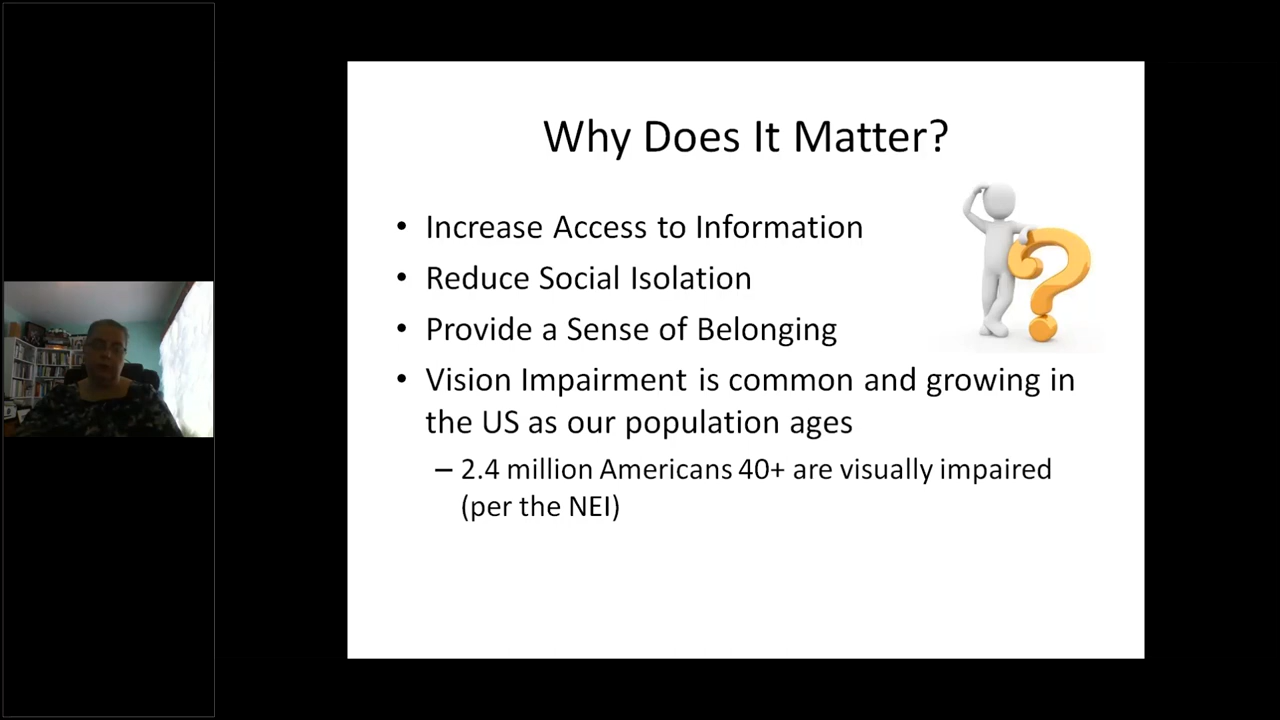 Why Does It Matter?
• Increase Access to Information
• Reduce Social Isolation
• Provide a Sense of Belonging
• Vision Impairment is common and growing in
the US as our population ages
– 2.4 million Americans 40+ are visually impaired
(per the NEI)